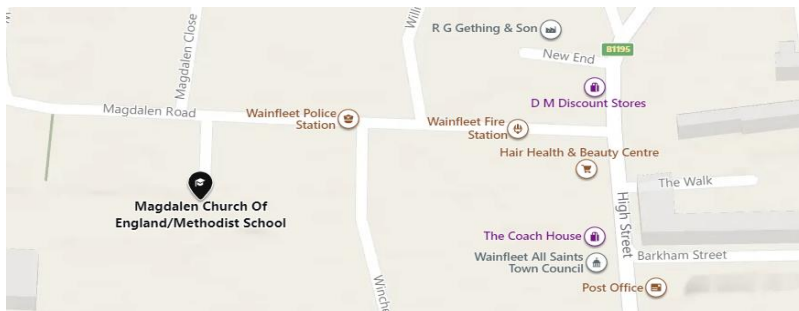 Willi
R G Gething & Son
B1195
New End
Magdalen Close
D M Discount Stores
Magdalen Road
Wainfleet Police
Station
Wainfleet Fire
Station
Hair Health & Beauty Centre
The Walk
Magdalen Church Of
England/Methodist School
High Street
The Coach House
Wainfleet All Saints
Town Council
Barkham Street
Post Office
Winche